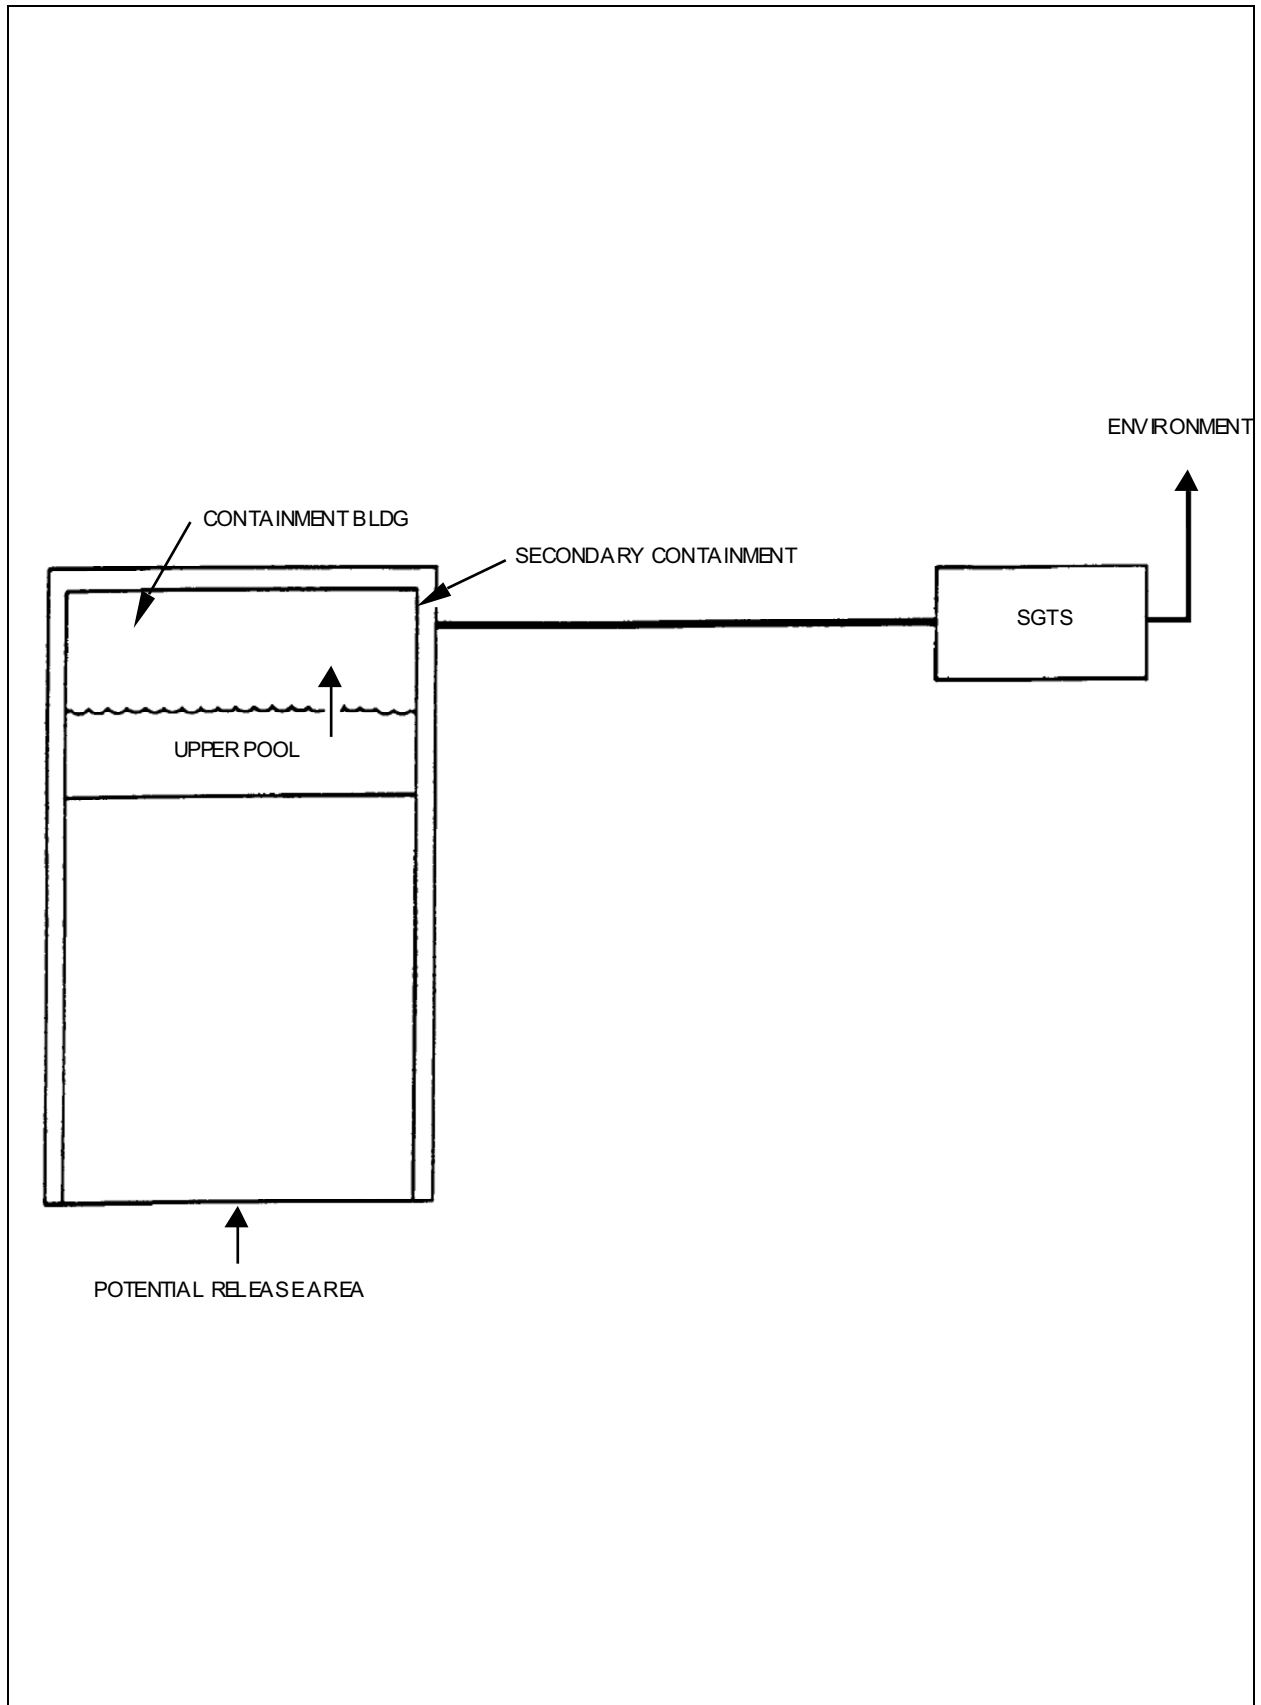 ENVIRONMENT
CONTAINMENT BLDG
SECONDARY CONTAINMENT
SGTS
UPPER POOL
POTENTIAL RELEASE AREA